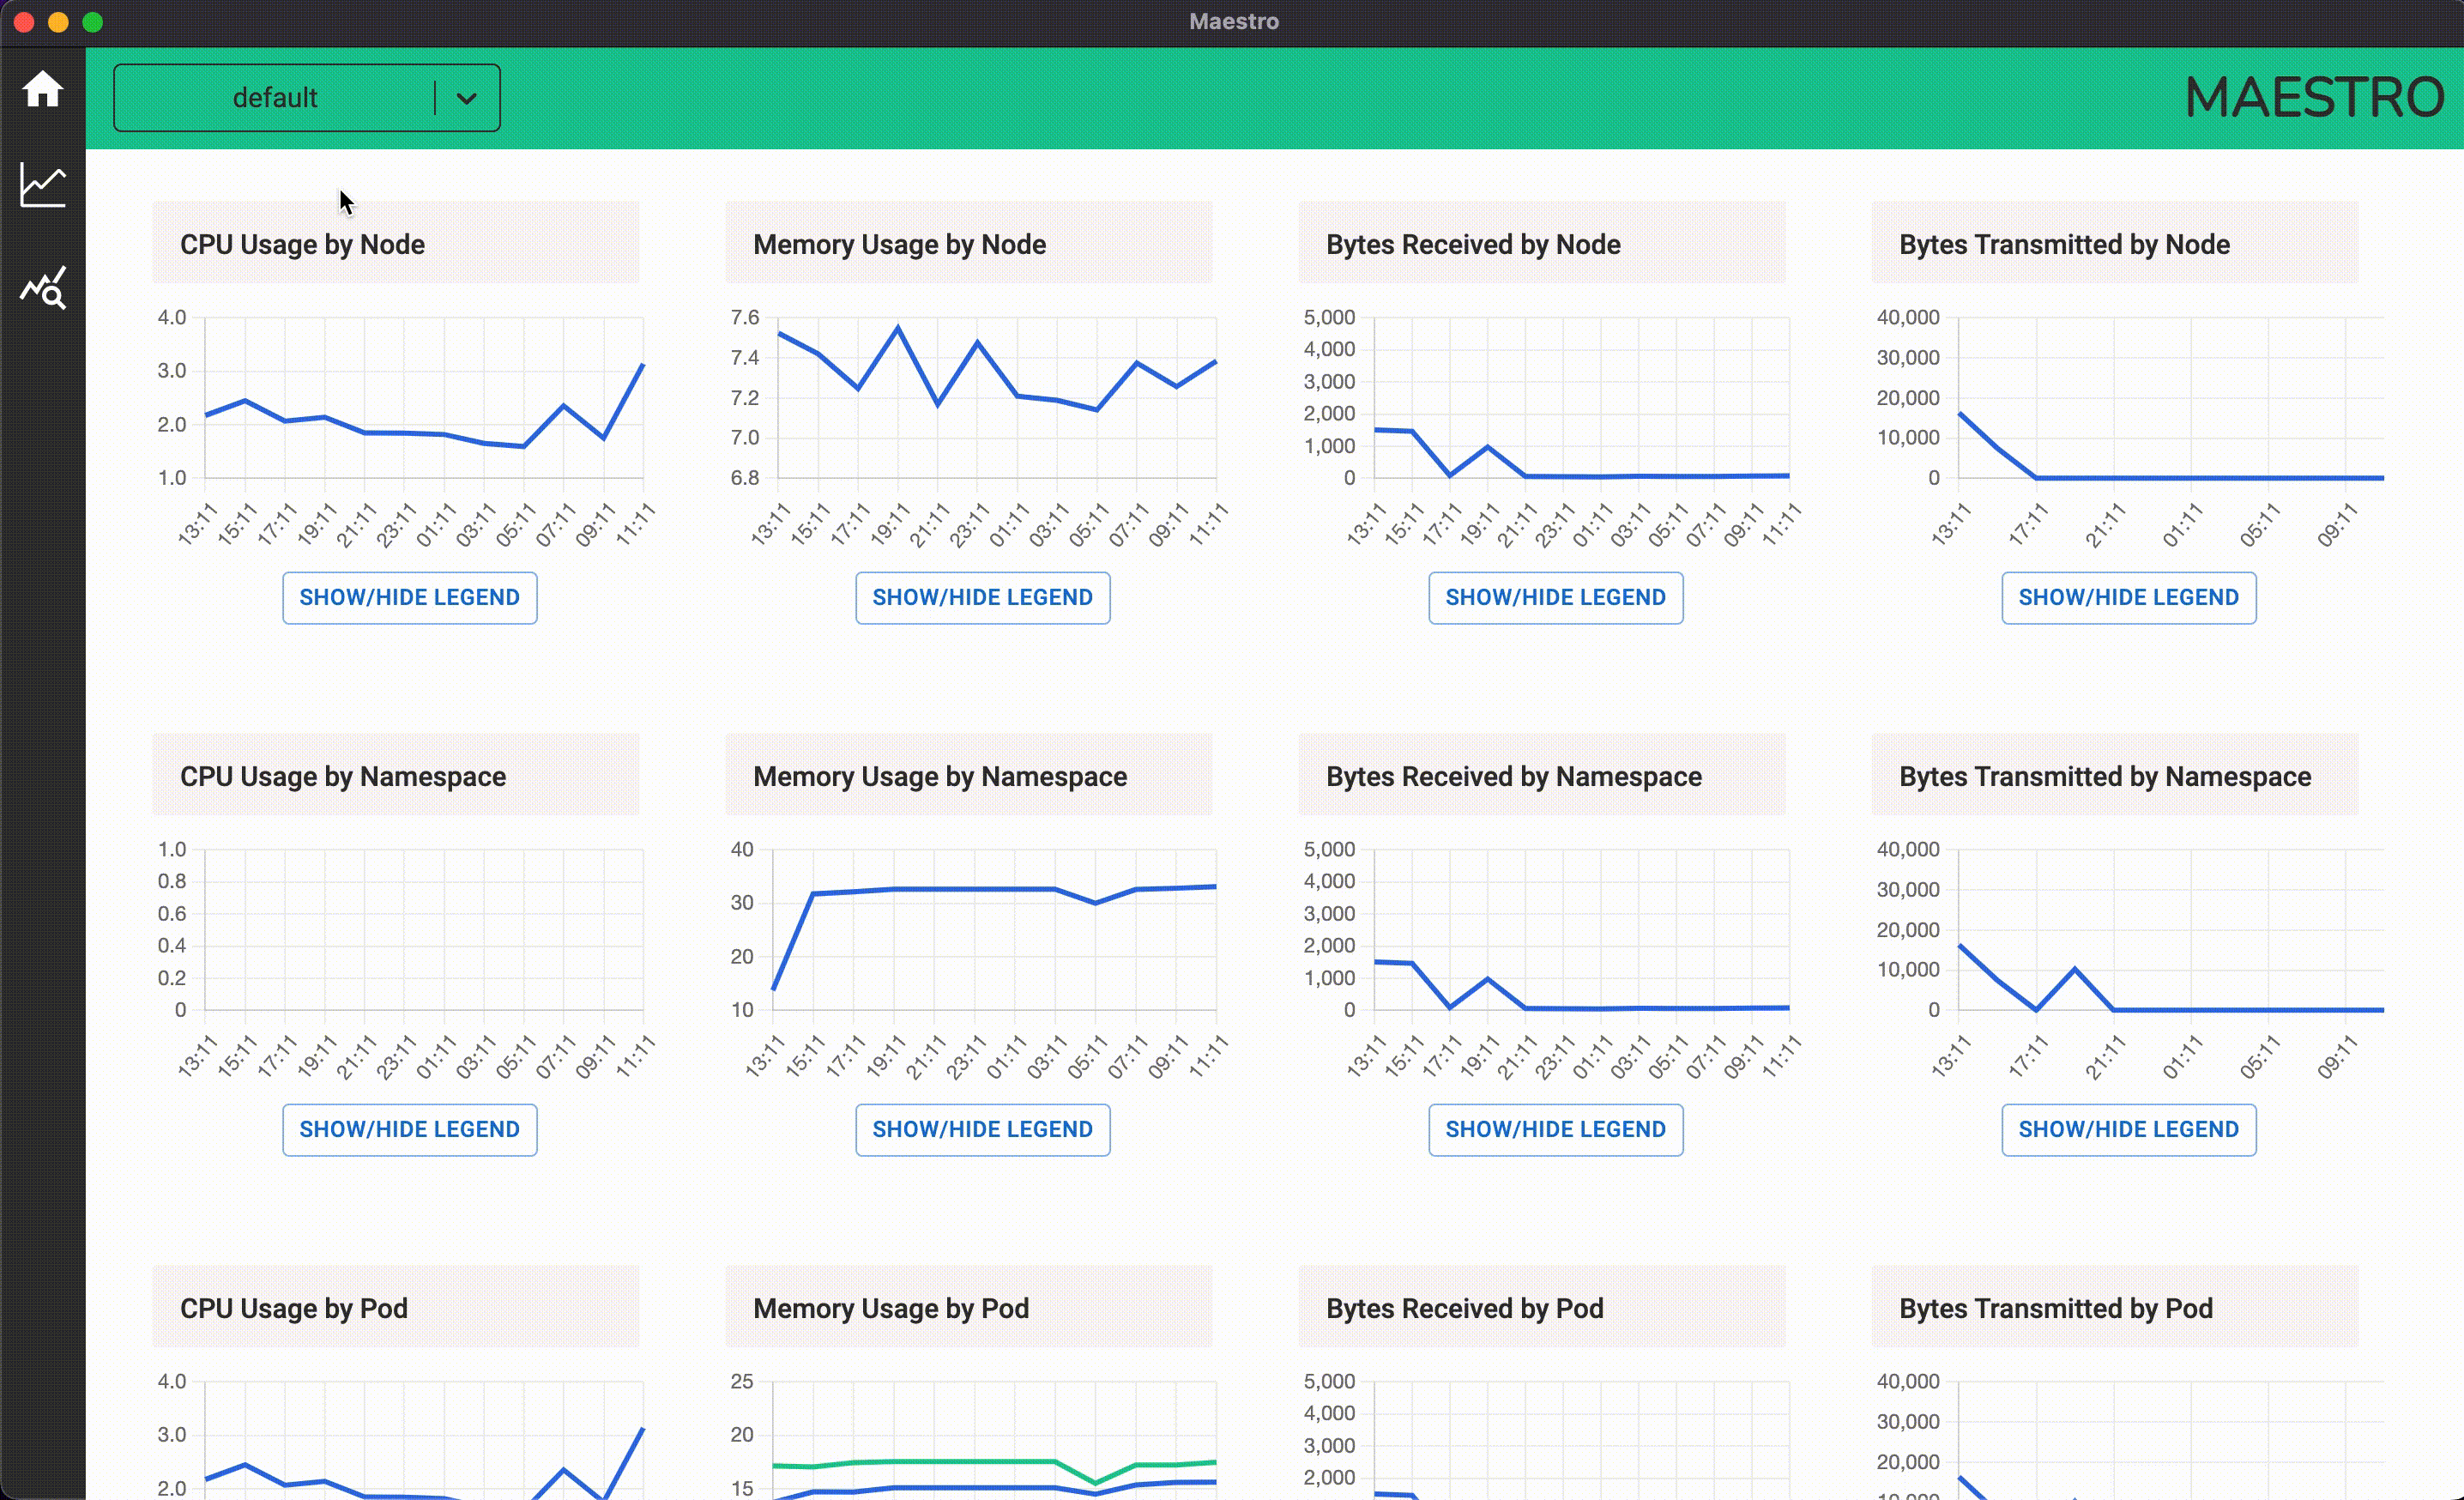 Maestro
default
MAESTRO
CPU Usage by Node
4.0
3.0
2.0
1.0
13:11 15:11 17:11 19:11 21:11 23:11 01:11 03:11 05:11 07:11 09:11 11:11
SHOW/HIDE LEGEND
Memory Usage by Node
7.6
7.4
7.2
7.0
6.8
13:11 15:11 17:11 19:11 21:11 23:11 01:11 03:11 05:11 07:11 09:11 11:11
SHOW/HIDE LEGEND
Bytes Received by Node
5,000
4,000
3,000
2,000
1,000
0
13:11 15:11 17:11 19:11 21:11 23:11 01:11 03:11 05:11 07:11 09:11 11:11
SHOW/HIDE LEGEND
Bytes Transmitted by Node
40,000
30,000
20,000
10,000
0
13:11 17:11 21:11 01:11 05:11 09:11
SHOW/HIDE LEGEND
CPU Usage by Namespace
1.0
0.8
0.6
0.4
0.2
0
13:11 15:11 17:11 19:11 21:11 23:11 01:11 03:11 05:11 07:11 09:11 11:11
SHOW/HIDE LEGEND
Memory Usage by Namespace
40
30
20
10
13:11 15:11 17:11 19:11 21:11 23:11 01:11 03:11 05:11 07:11 09:11 11:11
SHOW/HIDE LEGEND
Bytes Received by Namespace
5,000
4,000
3,000
2,000
1,000
0
13:11 15:11 17:11 19:11 21:11 23:11 01:11 03:11 05:11 07:11 09:11 11:11
SHOW/HIDE LEGEND
Bytes Transmitted by Namespace
40,000
30,000
20,000
10,000
0
13:11 17:11 21:11 01:11 05:11 09:11
SHOW/HIDE LEGEND
CPU Usage by Pod
4.0
3.0
2.0
Memory Usage by Pod
25
20
15
Bytes Received by Pod
5,000
4,000
3,000
2,000
Bytes Transmitted by Pod
40,000
30,000
20,000
10,000